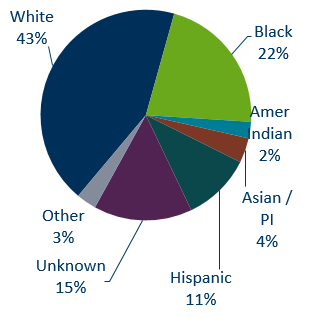 White
43%
Black
22%
Amer
Indian
2%
Asian /
PI
4%
Hispanic
11%
Unknown
15%
Other
3%